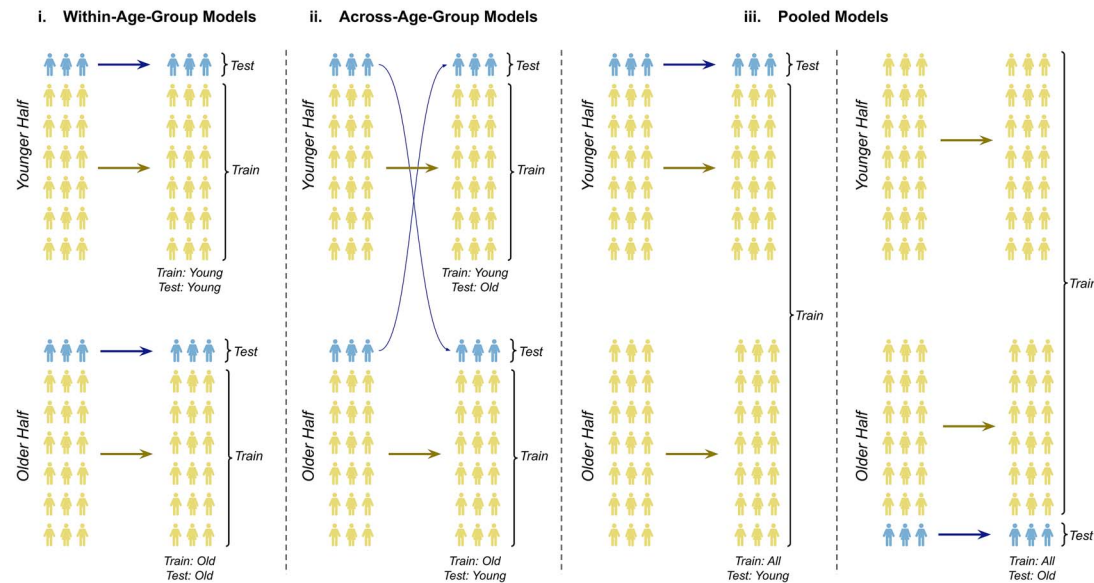 i. Within-Age-Group Models
Younger Half
Test
Train
Train: Young
Test: Young
Older Half
Test
Train
Train: Old
Test: Old
ii. Across-Age-Group Models
Younger Half
Test
Train
Train: Young
Test: Old
Older Half
Test
Train
Train: Old
Test: Young
iii. Pooled Models
Younger Half
Test
Older Half
Train
Train: All
Test: Young
Younger Half
Train
Older Half
Test
Train: All
Test: Old